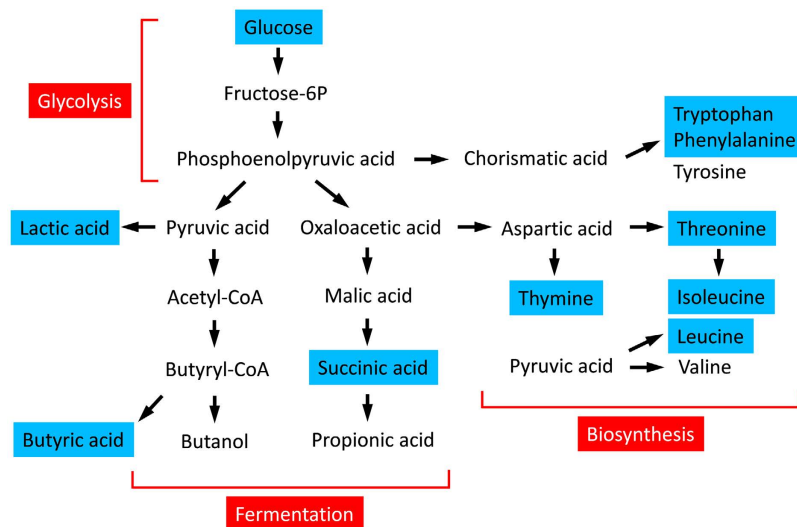 Glucose
Glycolysis
Fructose-6P
Tryptophan
Phenylalanine
Phosphoenolpyruvic acid
Chorismatic acid
Tyrosine
Lactic acid
Pyruvic acid
Oxaloacetic acid
Aspartic acid
Threonine
Acetyl-CoA
Malic acid
Thymine
Isoleucine
Leucine
Butyryl-CoA
Succinic acid
Pyruvic acid
Valine
Butyric acid
Butanol
Propionic acid
Biosynthesis
Fermentation